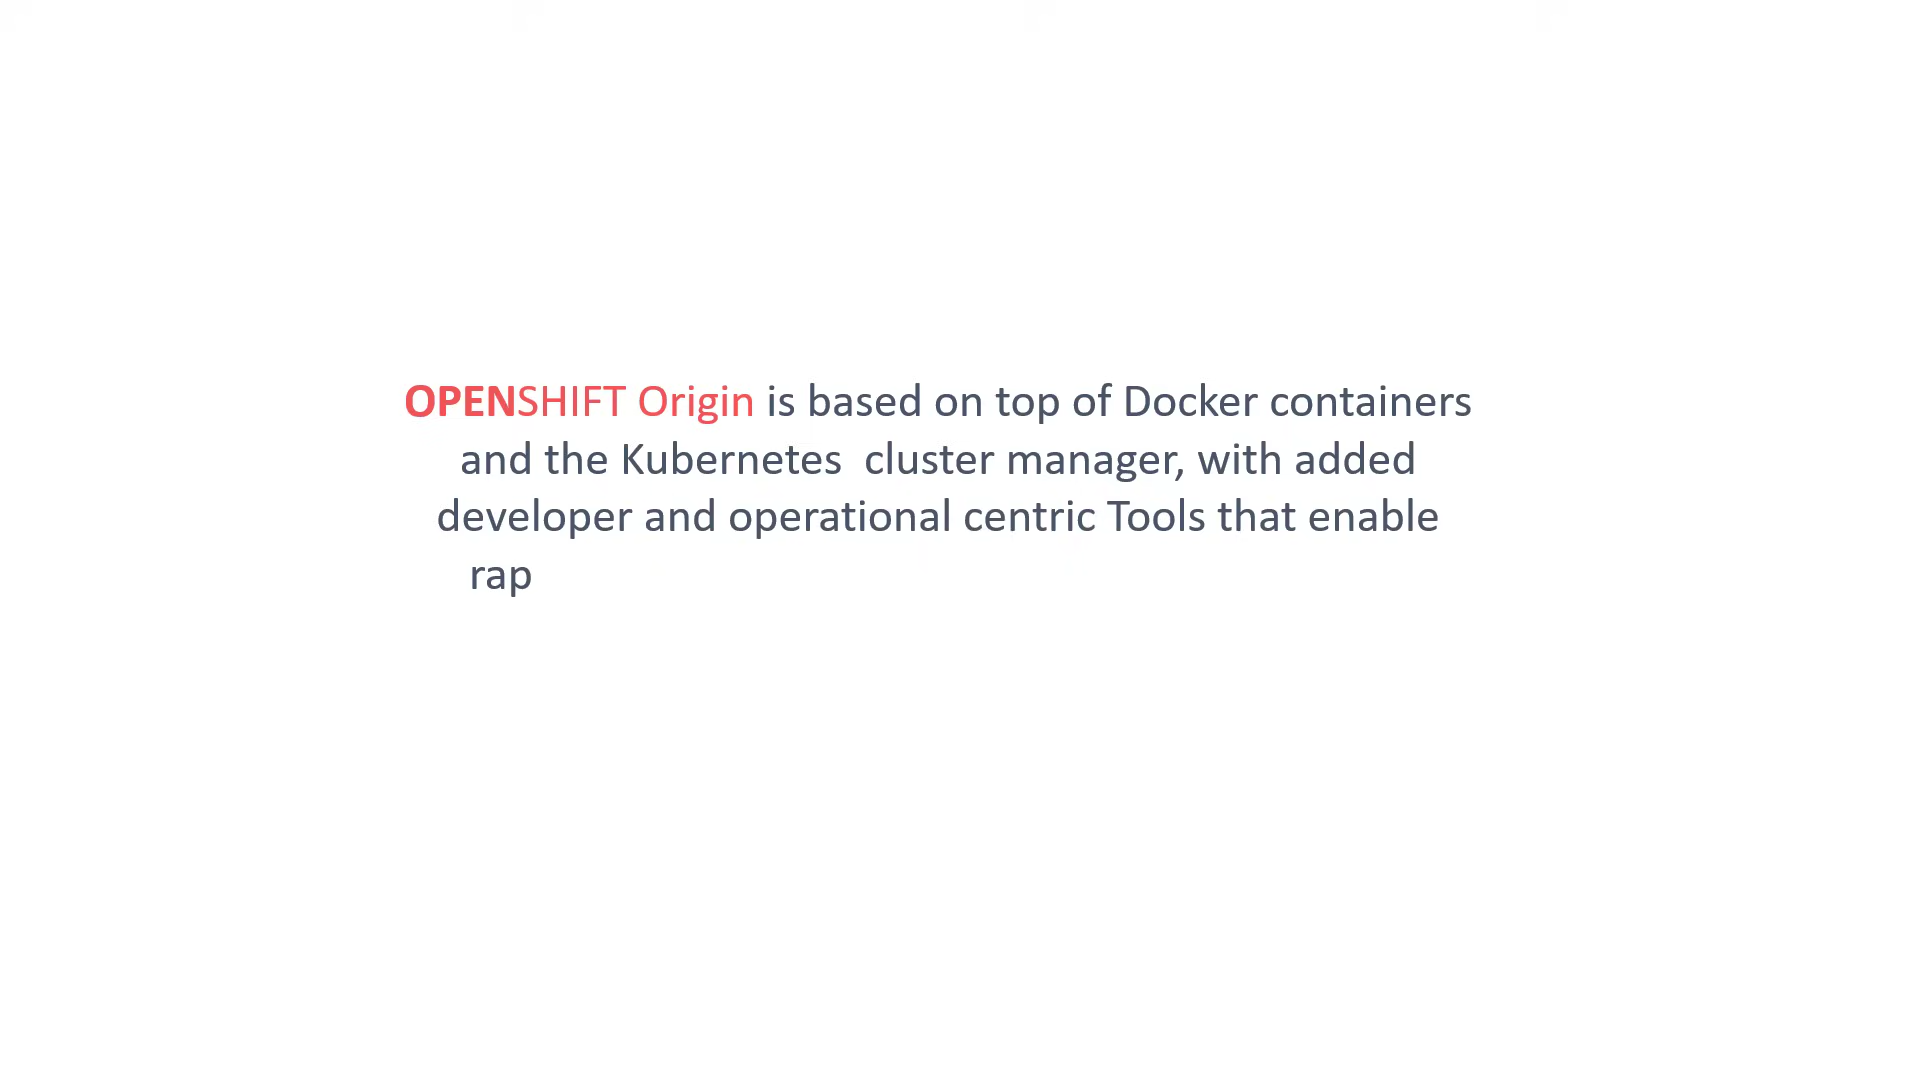 OPENSHIFT Origin is based on top of Docker containers
and the Kubernetes  cluster manager, with added
developer and operational centric Tools that enable
rap